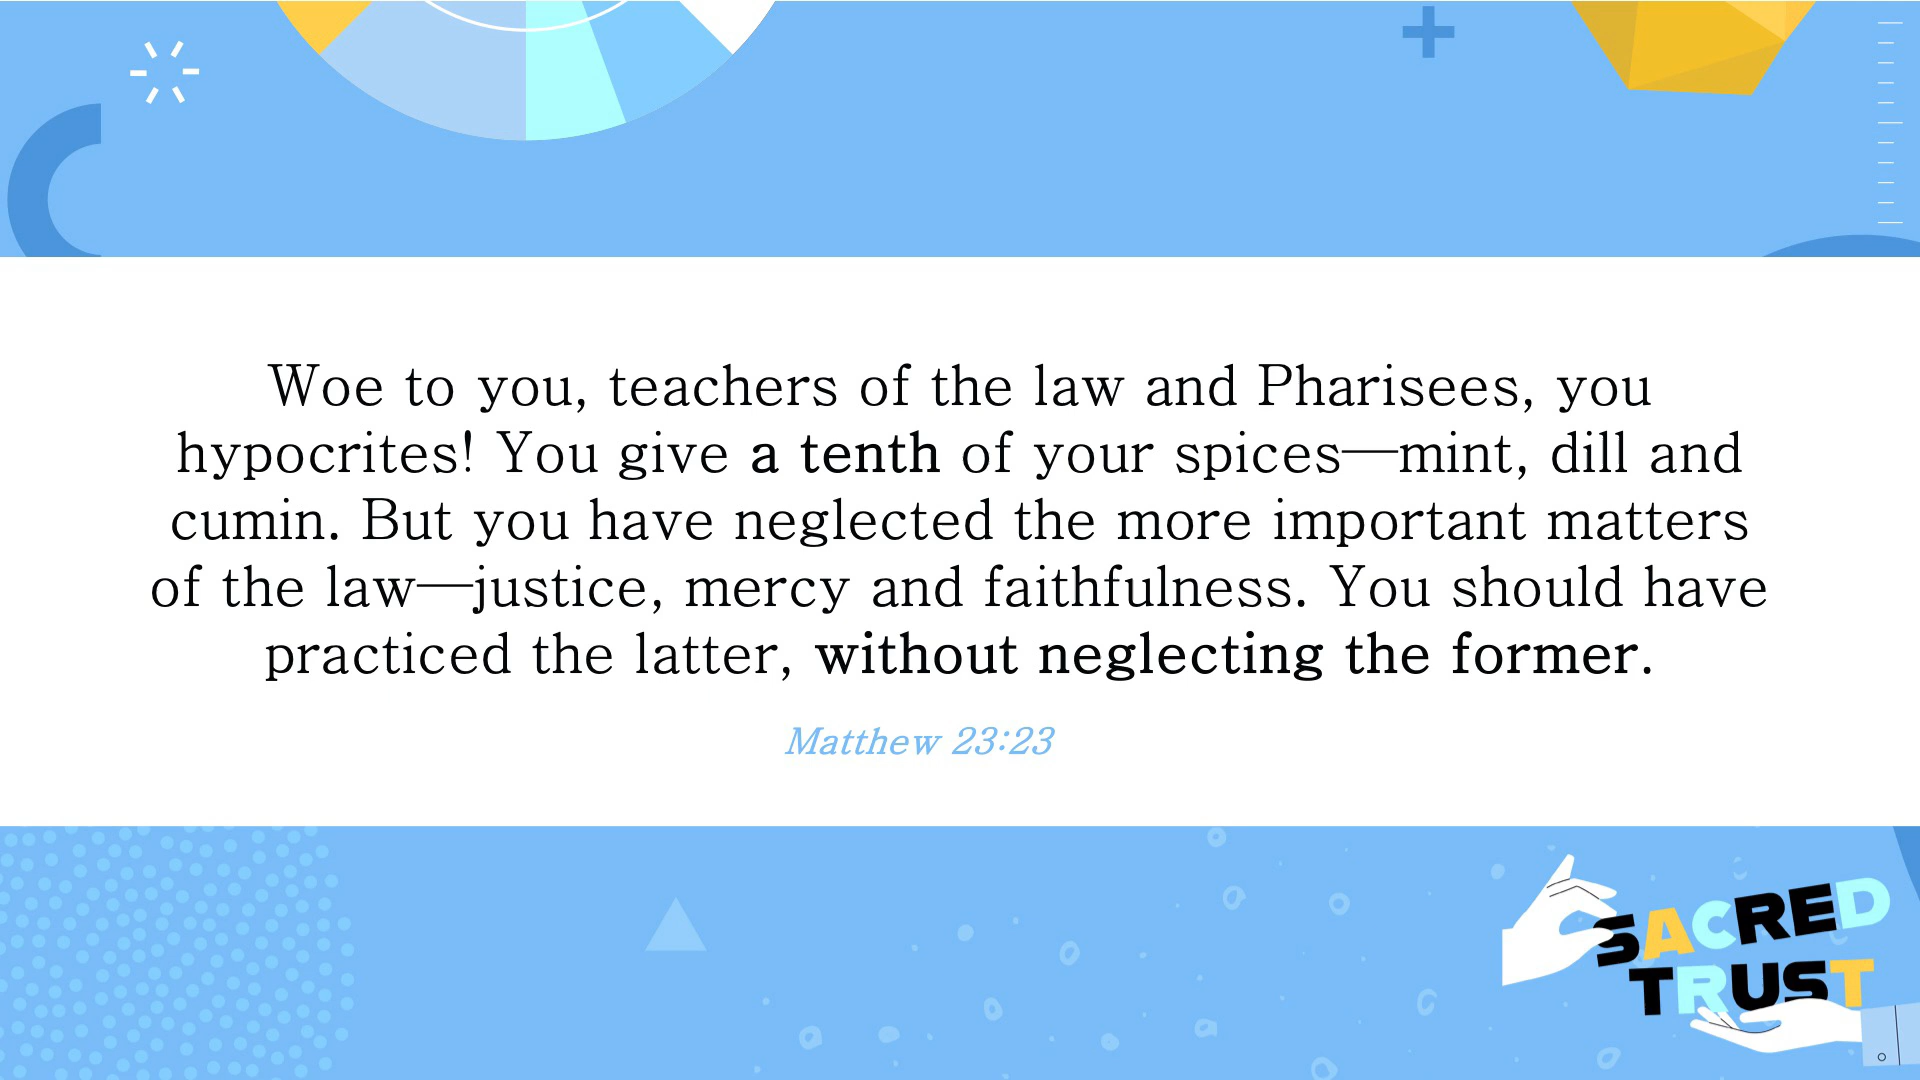 Woe to you, teachers of the law and Pharisees, you
hypocrites! You give a tenth of your spices—mint, dill and
cumin. But you have neglected the more important matters
of the law—justice, mercy and faithfulness. You should have
practiced the latter, without neglecting the former.
Matthew 23:23
SACRED
TRUST